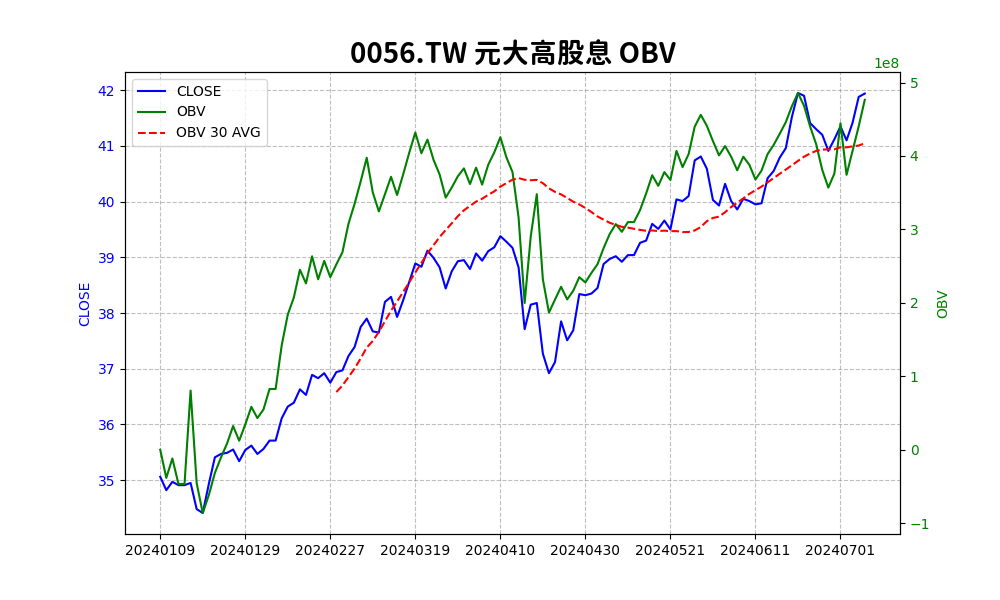 0056.TW 元大高股息 OBV
1e8
CLOSE
OBV
OBV 30 AVG
42
41
40
39
38
37
36
35
CLOSE
5
4
3
2
1
0
−1
OBV
20240109 20240129 20240227 20240319 20240410 20240430 20240521 20240611 20240701